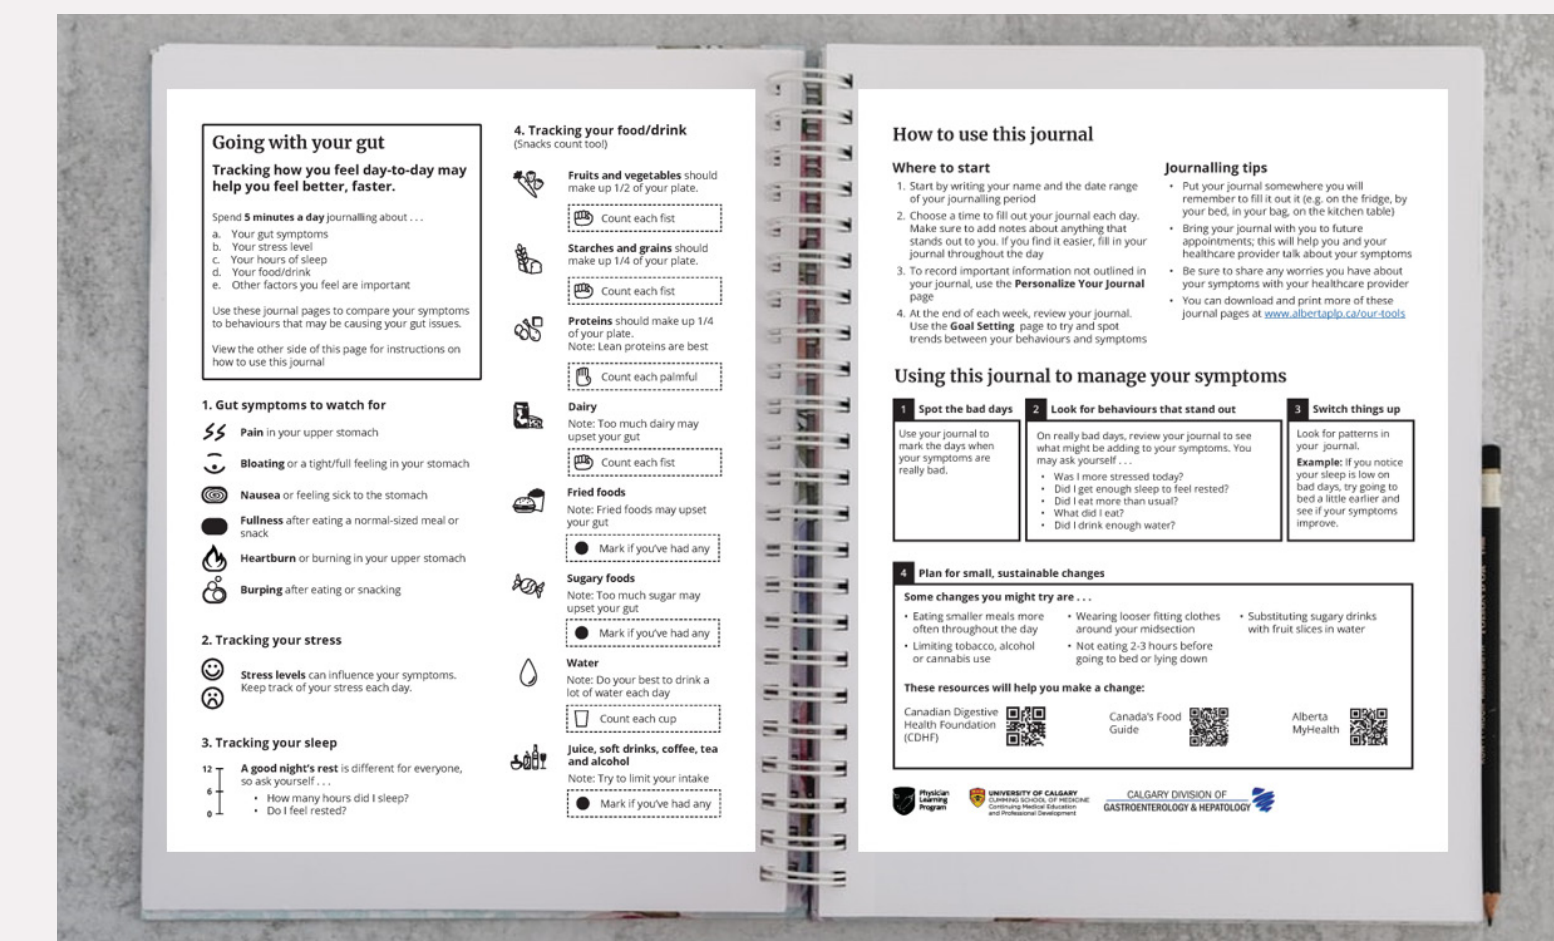 Going with your gut
Tracking how you feel day-to-day may
help you feel better, faster.
Spend 5 minutes a day journalling about . . .
a. Your gut symptoms
b. Your stress level
c. Your hours of sleep
d. Your food/drink
e. Other factors you feel are important
Use these journal pages to compare your symptoms
to behaviours that may be causing your gut issues.
View the other side of this page for instructions on
how to use this journal
1. Gut symptoms to watch for
Pain in your upper stomach
Bloating or a tight/full feeling in your stomach
Nausea or feeling sick to the stomach
Fullness after eating a normal-sized meal or
snack
Heartburn or burning in your upper stomach
Burping after eating or snacking
2. Tracking your stress
Stress levels can influence your symptoms.
Keep track of your stress each day.
3. Tracking your sleep
12
6
0
A good night's rest is different for everyone,
so ask yourself . . .
• How many hours did I sleep?
• Do I feel rested?
4. Tracking your food/drink
(Snacks count too!)
Fruits and vegetables should
make up 1/2 of your plate.
Count each fist
Starches and grains should
make up 1/4 of your plate.
Count each fist
Proteins should make up 1/4
of your plate.
Note: Lean proteins are best
Count each palmful
Dairy
Note: Too much dairy may
upset your gut
Count each fist
Fried foods
Note: Fried foods may upset
your gut
Mark if you've had any
Sugary foods
Note: Too much sugar may
upset your gut
Mark if you've had any
Water
Note: Do your best to drink a
lot of water each day
Count each cup
Juice, soft drinks, coffee, tea
and alcohol
Note: Try to limit your intake
Mark if you've had any
How to use this journal
Where to start
1. Start by writing your name and the date range
of your journalling period
2. Choose a time to fill out your journal each day.
Make sure to add notes about anything that
stands out to you. If you find it easier, fill in your
journal throughout the day
3. To record important information not outlined in
your journal, use the Personalize Your Journal
page
4. At the end of each week, review your journal.
Use the Goal Setting page to try and spot
trends between your behaviours and symptoms
Journalling tips
• Put your journal somewhere you will
remember to fill it out it (e.g. on the fridge, by
your bed, in your bag, on the kitchen table)
• Bring your journal with you to future
appointments; this will help you and your
healthcare provider talk about your symptoms
• Be sure to share any worries you have about
your symptoms with your healthcare provider
• You can download and print more of these
journal pages at www.albertaplp.ca/our-tools
Using this journal to manage your symptoms
1 Spot the bad days
Use your journal to
mark the days when
your symptoms are
really bad.
2 Look for behaviours that stand out
On really bad days, review your journal to see
what might be adding to your symptoms. You
may ask yourself . . .
• Was I more stressed today?
• Did I get enough sleep to feel rested?
• Did I eat more than usual?
• What did I eat?
• Did I drink enough water?
3 Switch things up
Look for patterns in
your journal.
Example: If you notice
your sleep is low on
bad days, try going to
bed a little earlier and
see if your symptoms
improve.
4 Plan for small, sustainable changes
Some changes you might try are . . .
• Eating smaller meals more
often throughout the day
• Limiting tobacco, alcohol
or cannabis use
• Wearing looser fitting clothes
around your midsection
• Not eating 2-3 hours before
going to bed or lying down
• Substituting sugary drinks
with fruit slices in water
These resources will help you make a change:
Canadian Digestive
Health Foundation
(CDHF)
Canada's Food
Guide
Alberta
MyHealth
Physician
Learning
Program
UNIVERSITY OF CALGARY
CUMMING SCHOOL OF MEDICINE
Continuing Medical Education
and Professional Development
CALGARY DIVISION OF
GASTROENTEROLOGY & HEPATOLOGY